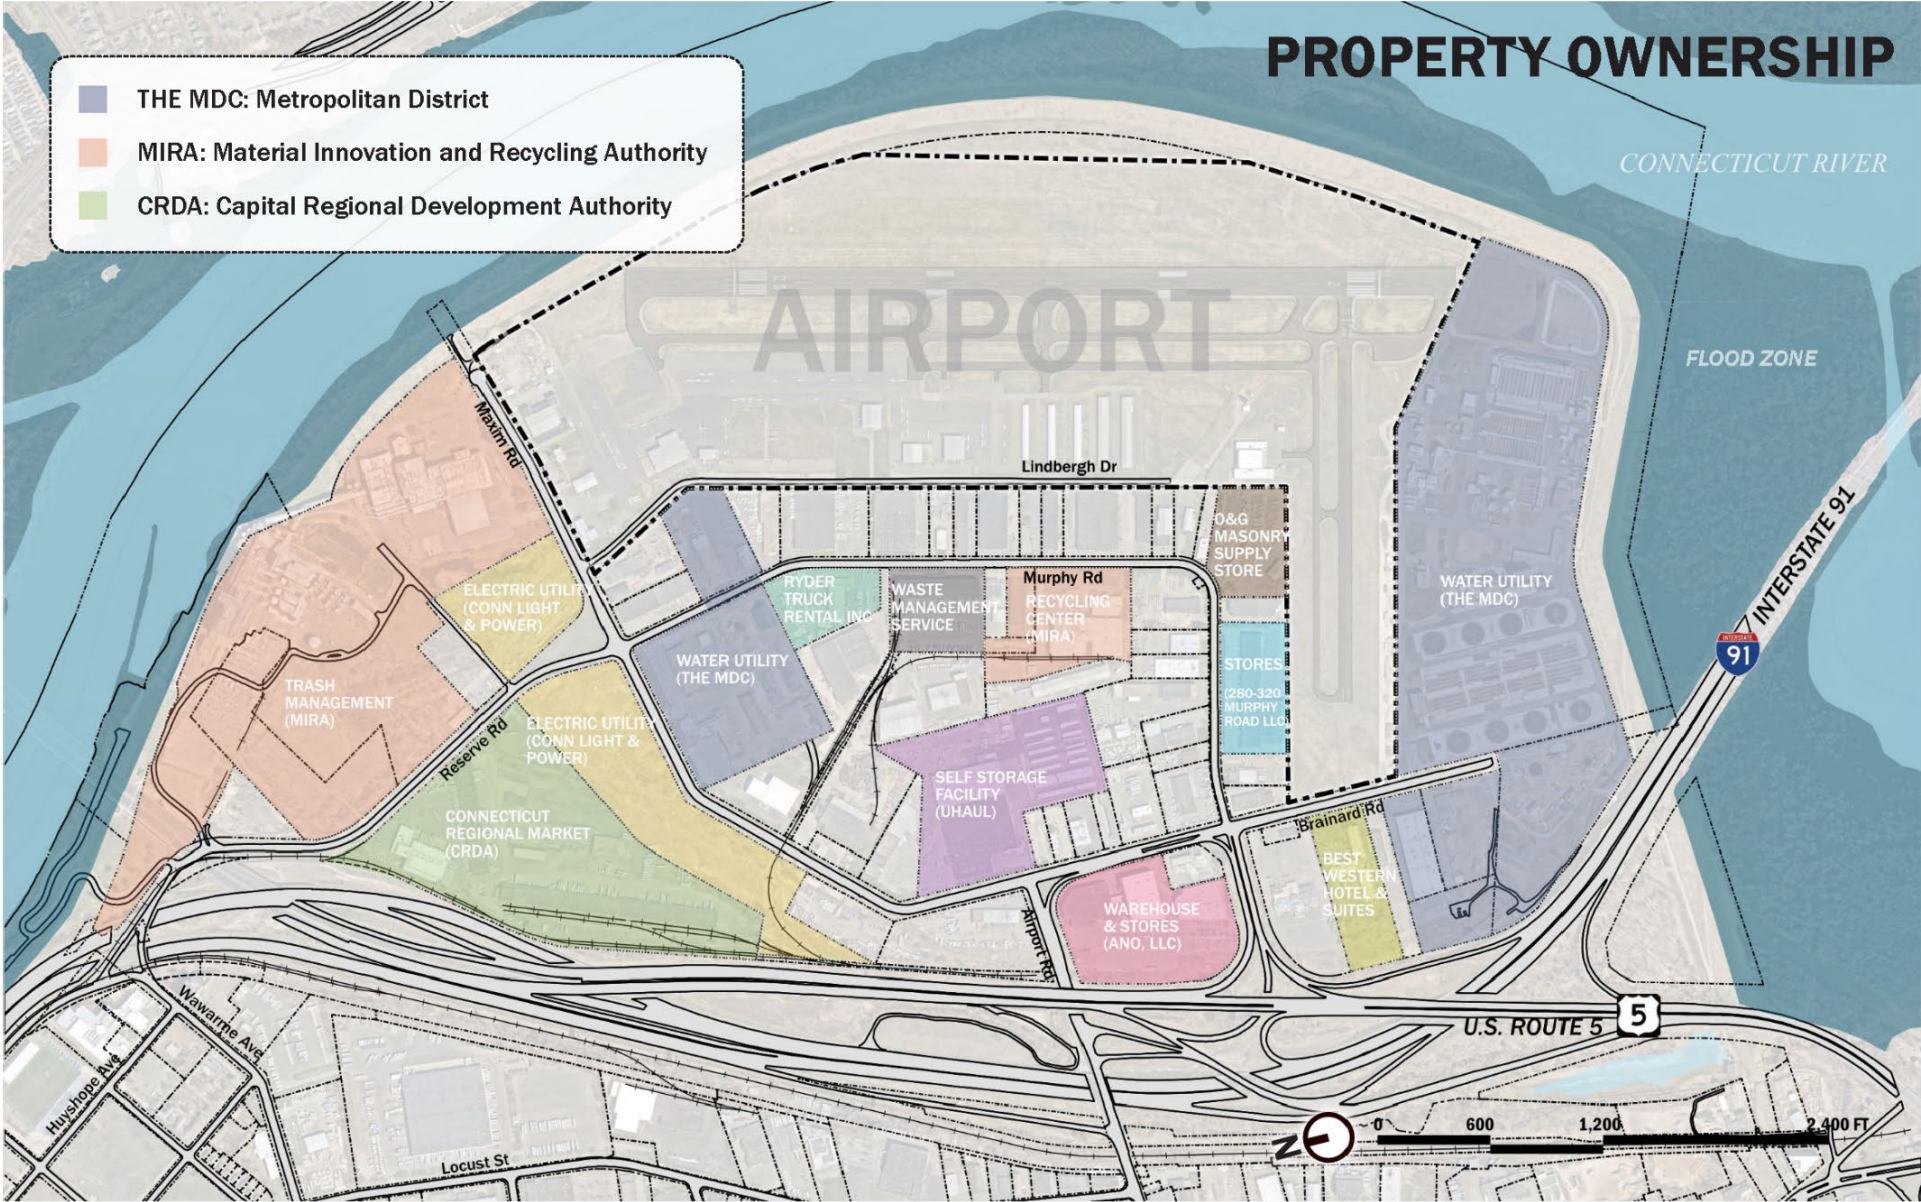 PROPERTY OWNERSHIP
THE MDC: Metropolitan District
MIRA: Material Innovation and Recycling Authority
CRDA: Capital Regional Development Authority
CONNECTICUT RIVER
FLOOD ZONE
AIRPORT
Maxim Rd
Lindbergh Dr
O&G
MASONRY
SUPPLY
STORE
Murphy Rd
ELECTRIC UTILIT
(CONN LIGHT
& POWER)
RYDER
TRUCK
RENTAL INC
WASTE
MANAGEMENT
SERVICE
RECYCLING
CENTER
(MIRA)
WATER UTILITY
(THE MDC)
INTERSTATE 91
INTERSTATE
91
TRASH
MANAGEMENT
(MIRA)
WATER UTILITY
(THE MDC)
STORES
(280-320
MURPHY
ROAD LLC)
Reserve Rd
ELECTRIC UTILITY
(CONN LIGHT &
POWER)
SELF STORAGE
FACILITY
(UHAUL)
CONNECTICUT
REGIONAL MARKET
(CRDA)
Brainard Rd
BEST
WESTERN
HOTEL &
SUITES
WAREHOUSE
& STORES
(ANO, LLC)
Airport Rd
U.S. ROUTE 5
5
Wawarme Ave
Huyshope Ave
Locust St
N
0 600 1,200 2,400 FT